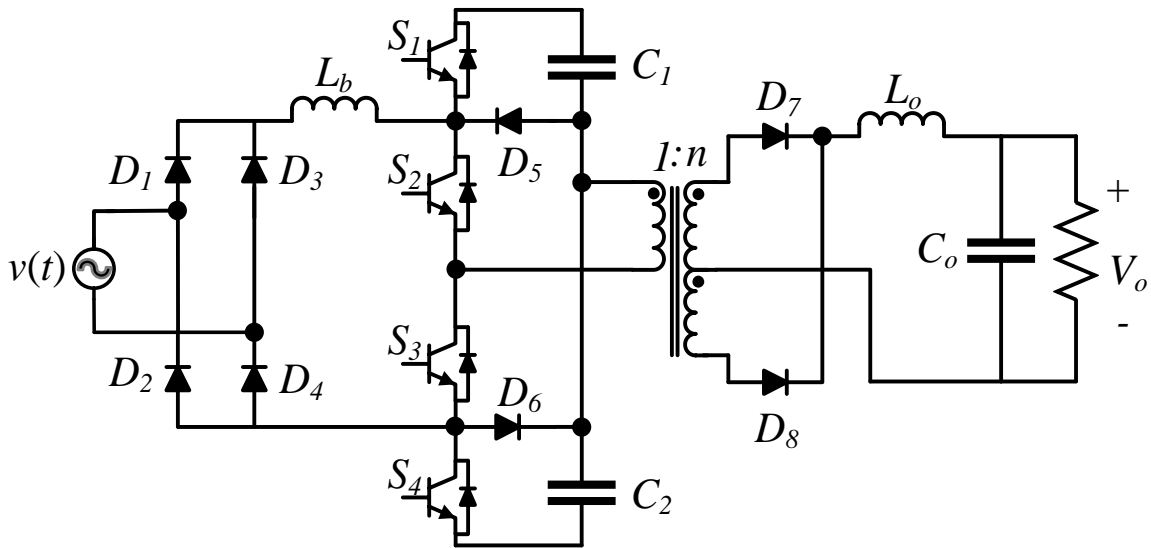 S1
C1
Lb
D7
Lo
D5
1:n
D1
D3
S2
+
v(t)
Co
Vo
S3
-
D2
D4
D6
D8
S4
C2